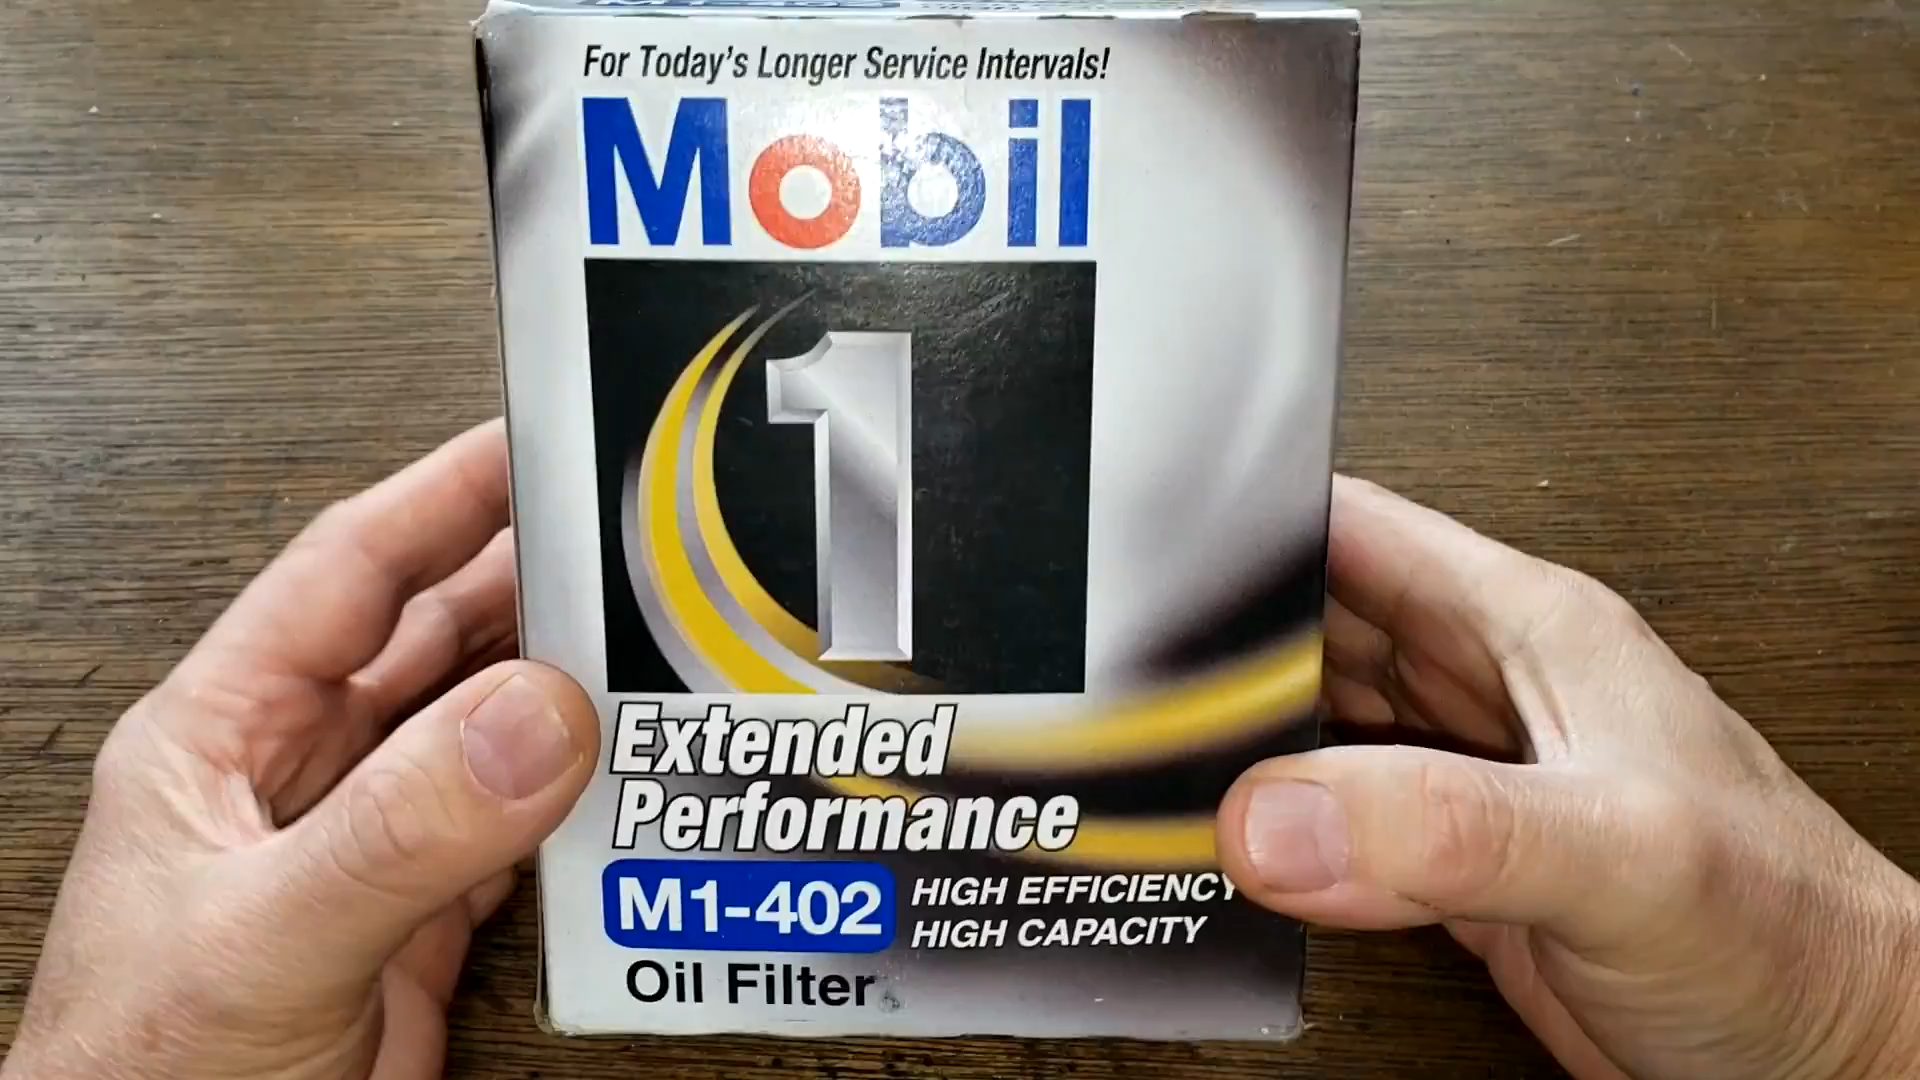 For Today's Longer Service Intervals!
Mobil
1
Extended
Performance
M1-402
HIGH EFFICIENCY
HIGH CAPACITY
Oil Filter